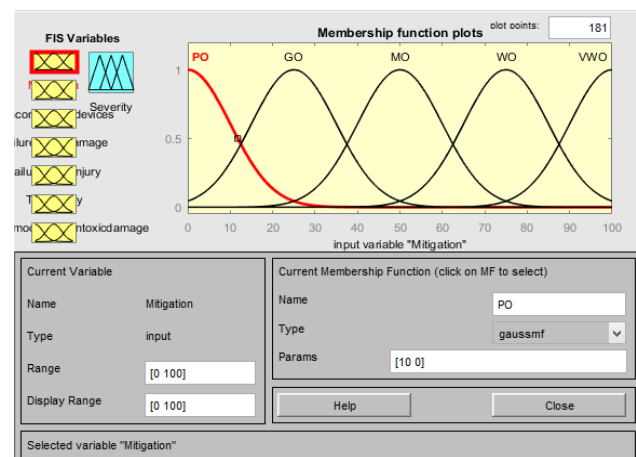 FIS Variables
Membership function plots
plot points:
181
PO
GO
MO
WO
VWO
1
0.5
0
0 10 20 30 40 50 60 70 80 90 100
input variable "Mitigation"
Severity
devices
Current Variable
Name Mitigation
Type input
Range [0 100]
Display Range [0 100]
Current Membership Function (click on MF to select)
Name PO
Type gaussmf
Params [10 0]
Help
Close
Selected variable "Mitigation"